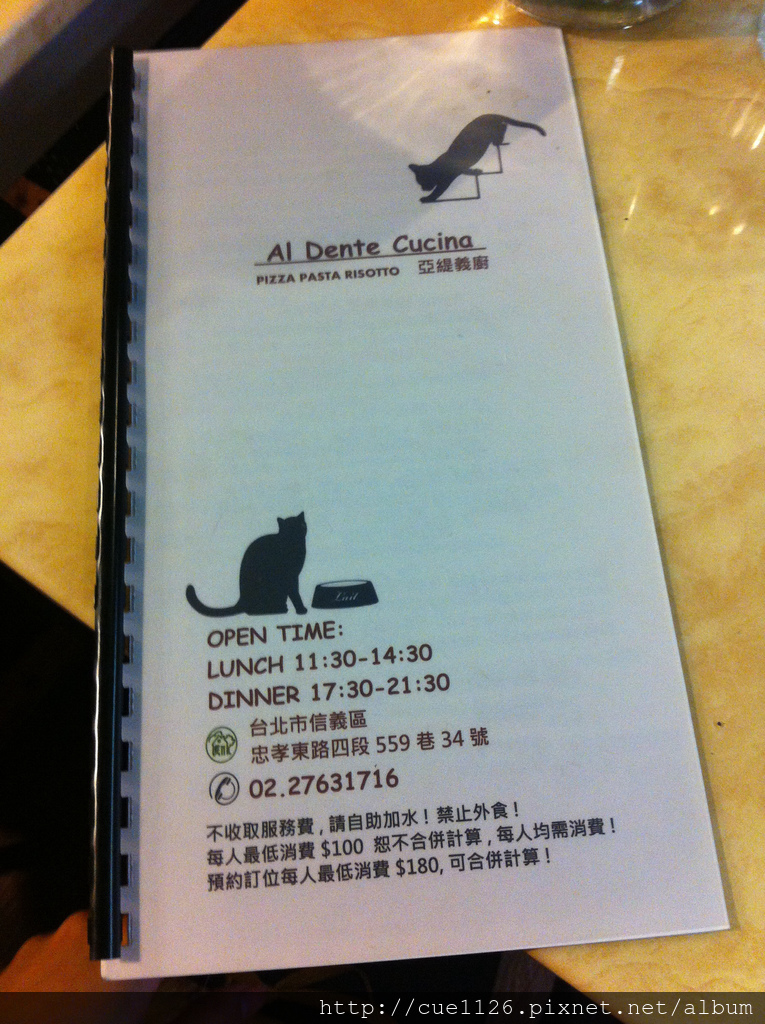 Al Dente Cucina
PIZZA PASTA RISOTTO 亞緹義廚
Lait
OPEN TIME:
LUNCH 11:30-14:30
DINNER 17:30-21:30
台北市信義區
忠孝東路四段 559 巷 34 號
02.27631716
不收取服務費 , 請自助加水 ! 禁止外食 !
每人最低消費 $100 恕不合併計算 , 每人均需消費 !
預約訂位每人最低消費 $180, 可合併計算 !
http://cue1126.pixnet.net/album